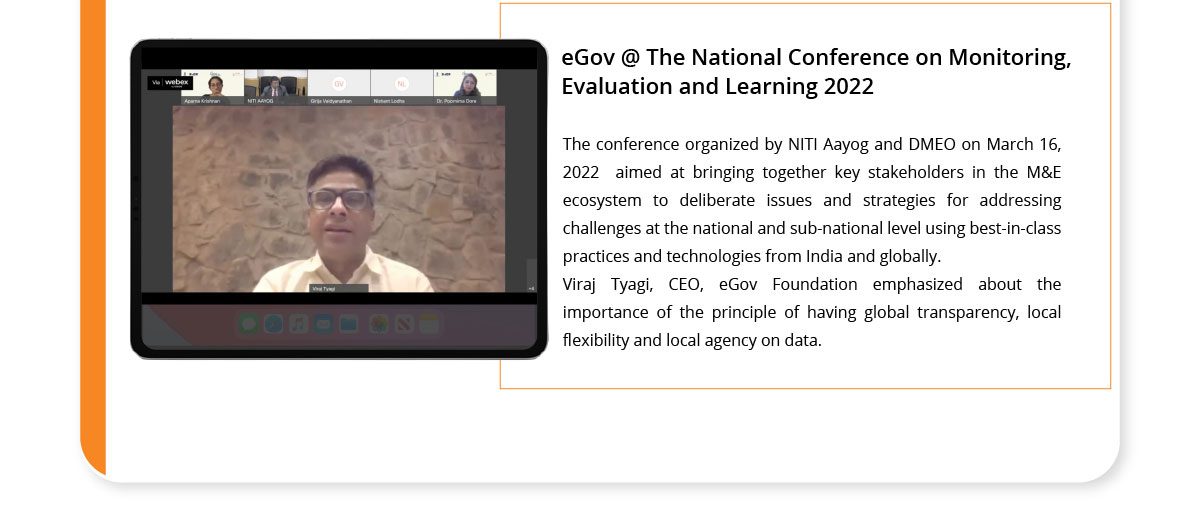 eGov @ The National Conference on Monitoring,
Evaluation and Learning 2022
The conference organized by NITI Aayog and DMEO on March 16,
2022 aimed at bringing together key stakeholders in the M&E
ecosystem to deliberate issues and strategies for addressing
challenges at the national and sub-national level using best-in-class
practices and technologies from India and globally.
Viraj Tyagi, CEO, eGov Foundation emphasized about the
importance of the principle of having global transparency, local
flexibility and local agency on data.
Via webex
GV
NL
Aparna Krishnan
NITI AAYOG
Girija Vaidyanathan
Nishant Lodha
Dr. Poornima Dore
Viraj Tyagi
+4